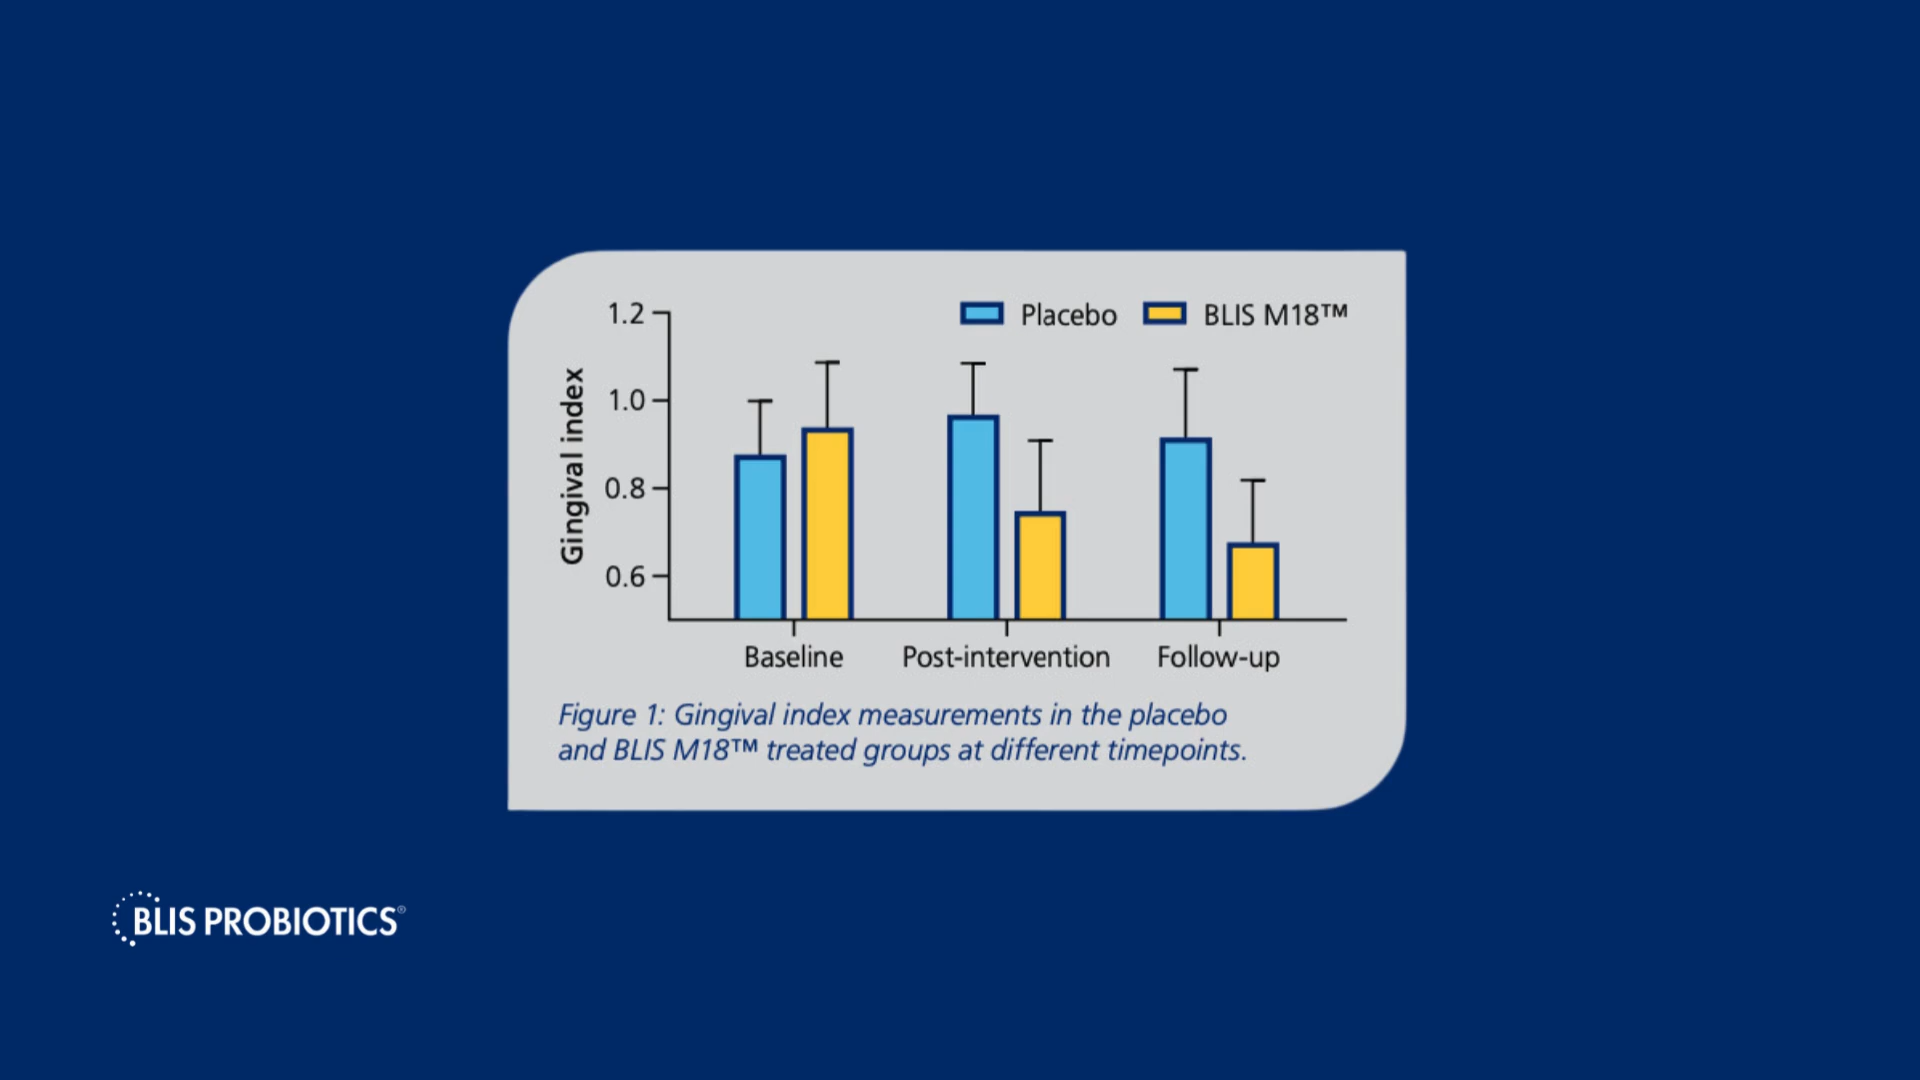 1.2
Placebo
BLIS M18™
1.0
0.8
0.6
Gingival index
Baseline
Post-intervention
Follow-up
Figure 1: Gingival index measurements in the placebo
and BLIS M18™ treated groups at different timepoints.
BLIS PROBIOTICS®